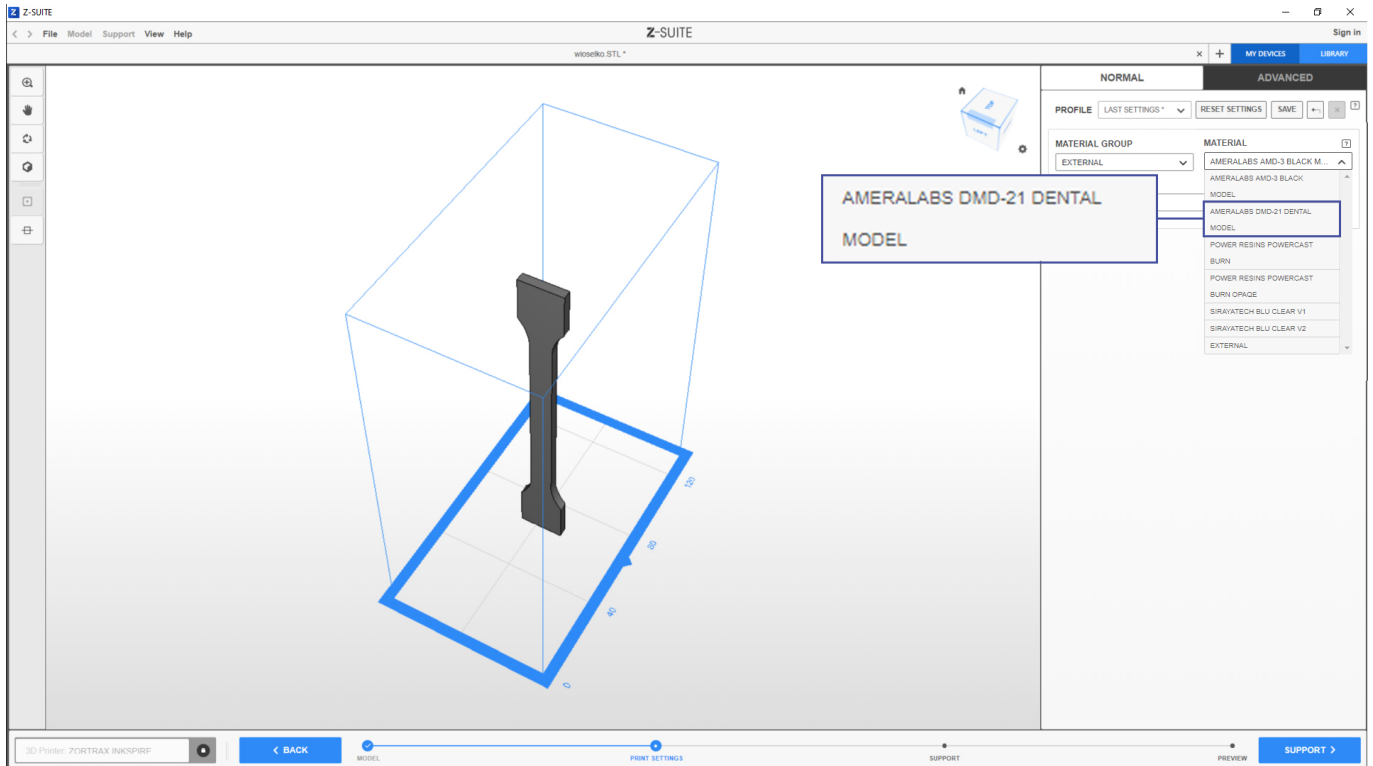 Z-SUITE
File Model Support View Help
Z-SUITE
Sign in
wioselko.STL *
MY DEVICES
LIBRARY
NORMAL
ADVANCED
PROFILE
LAST SETTINGS *
RESET SETTINGS
SAVE
MATERIAL GROUP
MATERIAL
EXTERNAL
AMERALABS AMD-3 BLACK M...
AMERALABS AMD-3 BLACK
MODEL
AMERALABS DMD-21 DENTAL
MODEL
POWER RESINS POWERCAST
BURN
POWER RESINS POWERCAST
BURN OPAQE
SIRAYATECH BLU CLEAR V1
SIRAYATECH BLU CLEAR V2
EXTERNAL
AMERALABS DMD-21 DENTAL
MODEL
120
80
40
0
3D Printer: ZORTRAX INKSPIRE
< BACK
MODEL
PRINT SETTINGS
SUPPORT
PREVIEW
SUPPORT >